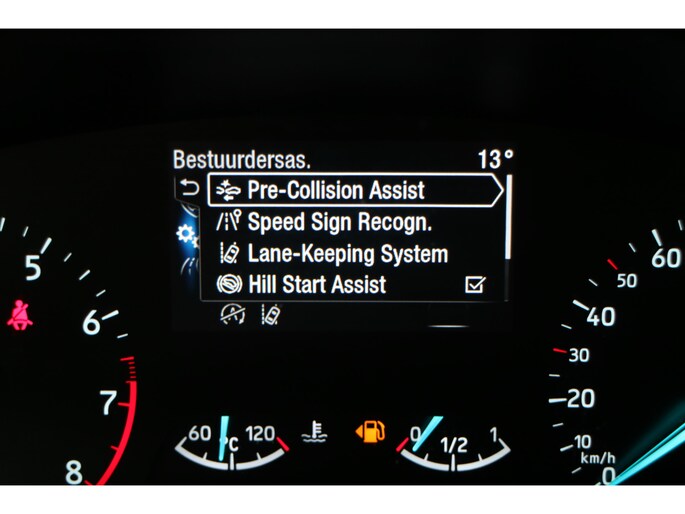 Bestuurdersas. 13°
Pre-Collision Assist
Speed Sign Recogn.
Lane-Keeping System
Hill Start Assist
5
6
7
8
60 °C 120
0 1/2 1
60
50
40
30
20
10
km/h
0